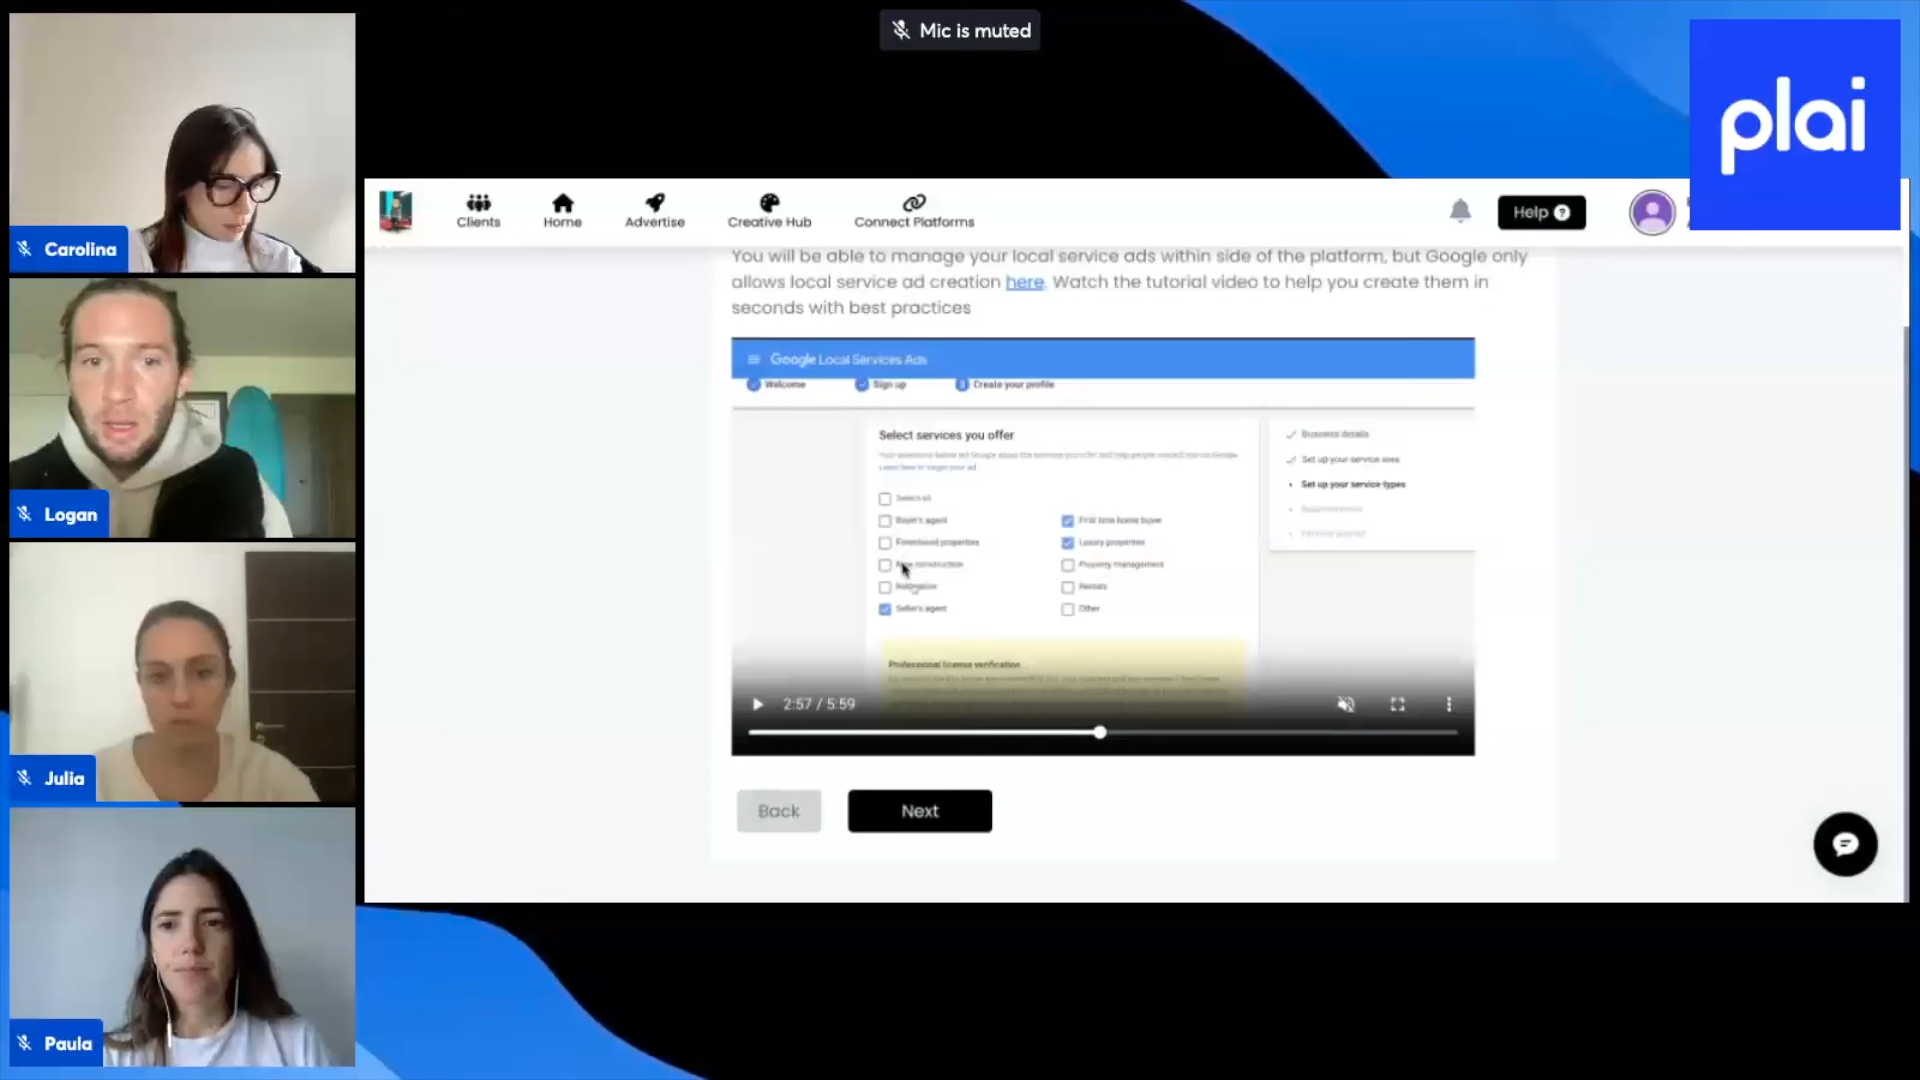 Mic is muted
plai
Carolina
Logan
Julia
Paula
Clients
Home
Advertise
Creative Hub
Connect Platforms
Help ?
You will be able to manage your local service ads within side of the platform, but Google only
allows local service ad creation here. Watch the tutorial video to help you create them in
seconds with best practices
Google Local Services Ads
Welcome
Sign up
3 Create your profile
Select services you offer
Select all
Buyer's agent
Foreclosed properties
New construction
Relocation
Seller's agent
First time home buyer
Luxury properties
Property management
Rentals
Other
Professional license verification
Business details
Set up your service area
Set up your service types
2:57 / 5:59
Back
Next